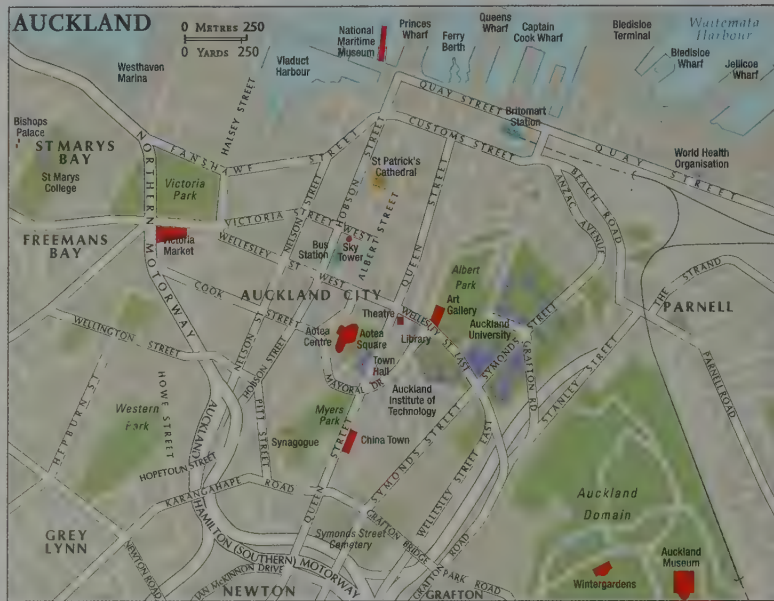 AUCKLAND
0 METRES 250
0 YARDS 250
National
Maritime
Museum
Princes
Wharf
Ferry
Berth
Queens
Wharf
Captain
Cook Wharf
Bledisloe
Terminal
Waitemata
Harbour
Bledisloe
Wharf
Jellicoe
Wharf
Westhaven
Marina
Viaduct
Harbour
Bishops
Palace
ST MARYS
BAY
St Marys
College
HALSEY STREET
FANSHAWE STREET
QUAY STREET
CUSTOMS STREET
Britomart
Station
QUAY STREET
World Health
Organisation
St Patrick's
Cathedral
Victoria
Park
NORTHERN MOTORWAY
VICTORIA STREET WEST
FREEMANS
BAY
Victoria
Market
WELLESLEY ST WEST
NELSON STREET
HOBSON STREET
ALBERT STREET
QUEEN STREET
Bus
Station
Sky
Tower
ANZAC AVENUE
BEACH ROAD
THE STRAND
PARNELL
PARNELL ROAD
Albert
Park
COOK STREET
AUCKLAND CITY
Theatre
Art
Gallery
Library
WELLESLEY ST EAST
Auckland
University
SYMONDS STREET
GRAFTON RD
STANLEY STREET
WELLINGTON STREET
Aotea
Centre
Aotea
Square
Town
Hall
MAYORAL DR
Auckland
Institute of
Technology
NELSON ST
HOBSON STREET
PITT STREET
HEPBURN ST
HOWE STREET
Western
Park
Myers
Park
Synagogue
China Town
QUEEN STREET
SYMONDS STREET
WELLESLEY STREET EAST
HOPETOUN STREET
KARANGAHAPE ROAD
AUCKLAND HAMILTON (SOUTHERN) MOTORWAY
GREY
LYNN
NEWTON ROAD
IAN McKINNON DRIVE
NEWTON
Symonds Street
Cemetery
GRAFTON BRIDGE
GRAFTON ROAD
PARK ROAD
GRAFTON
Auckland
Domain
Wintergardens
Auckland
Museum